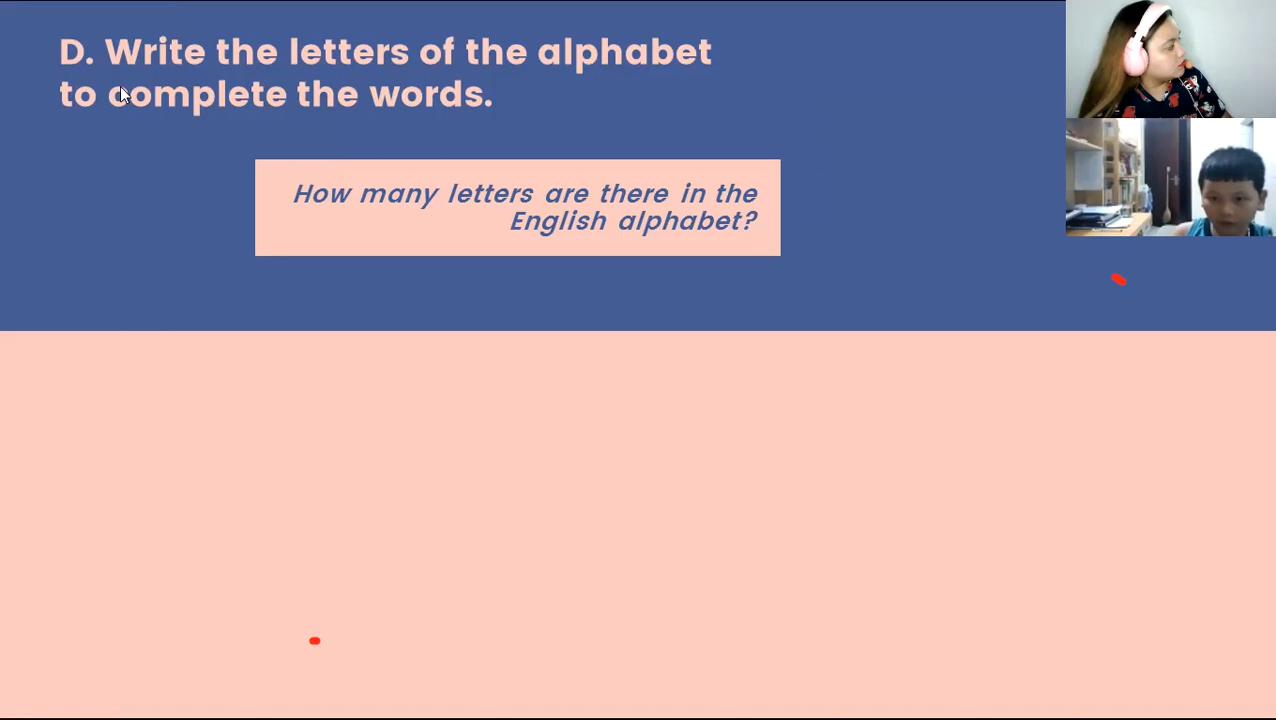 D. Write the letters of the alphabet
to complete the words.
How many letters are there in the
English alphabet?